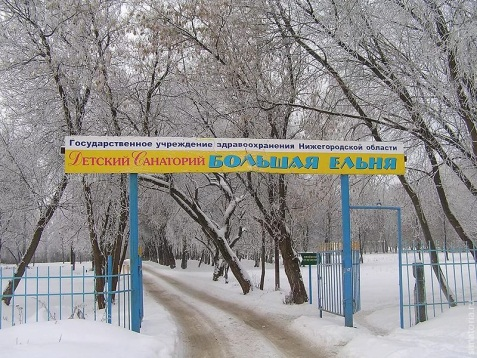 Государственное учреждение здравоохранения Нижегородской области
Детский Санаторий БОЛЬШАЯ ЕЛЬНЯ